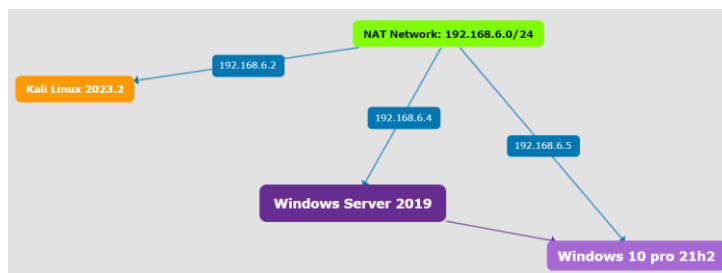 NAT Network: 192.168.6.0/24
192.168.6.2
Kali Linux 2023.2
192.168.6.4
192.168.6.5
Windows Server 2019
Windows 10 pro 21h2